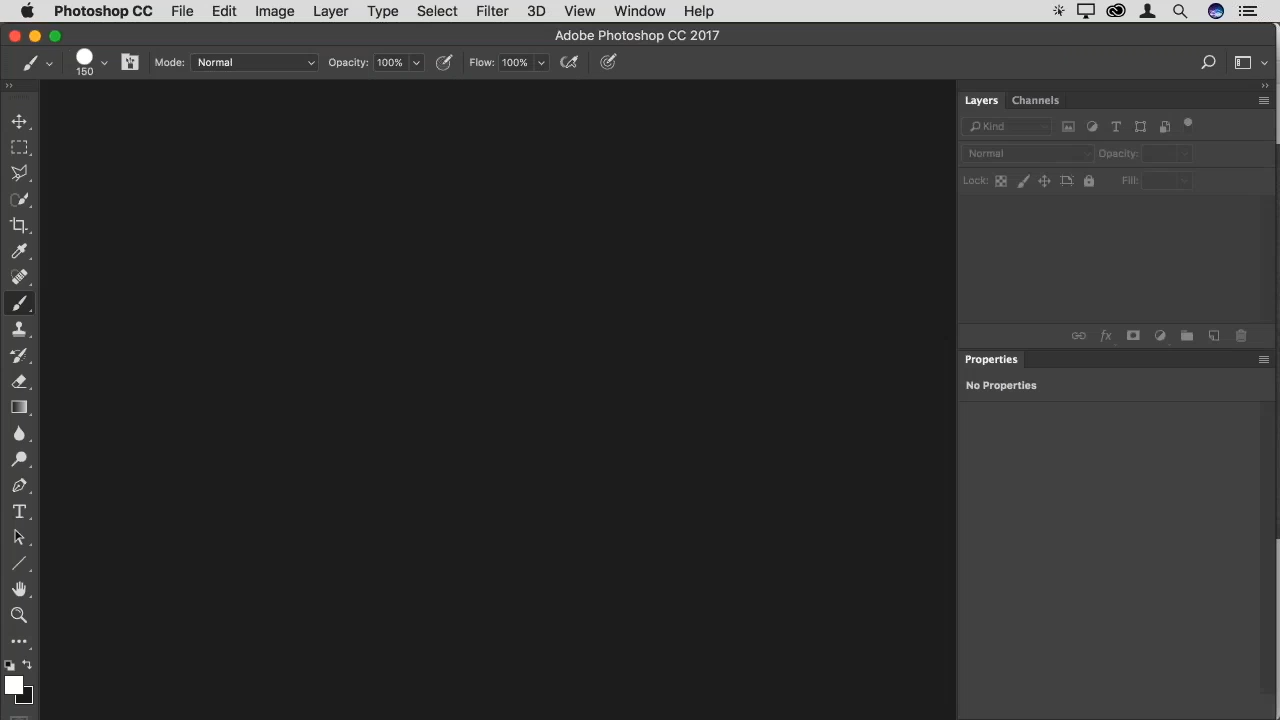 Photoshop CC File Edit Image Layer Type Select Filter 3D View Window Help
Adobe Photoshop CC 2017
150 Mode: Normal Opacity: 100% Flow: 100%
Layers Channels
Kind
Normal Opacity:
Lock: Fill:
fx
Properties
No Properties